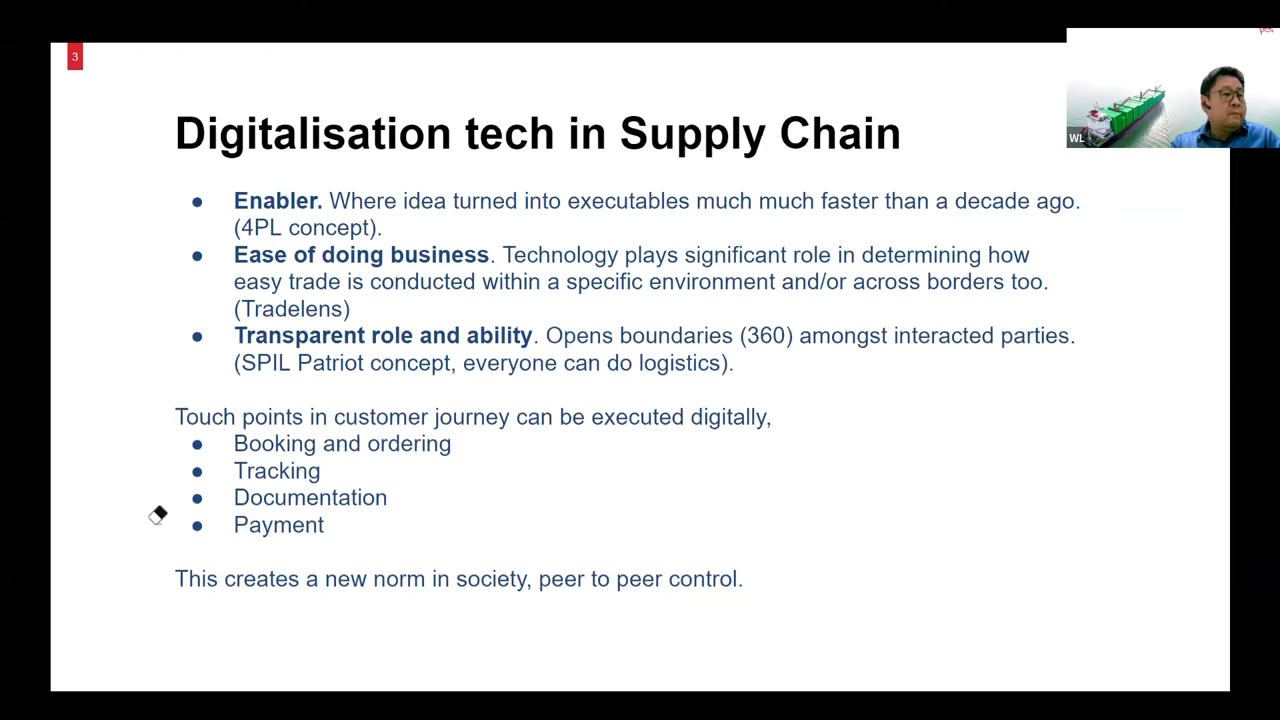 3
WL
Digitalisation tech in Supply Chain
● Enabler. Where idea turned into executables much much faster than a decade ago.
(4PL concept).
● Ease of doing business. Technology plays significant role in determining how
easy trade is conducted within a specific environment and/or across borders too.
(Tradelens)
● Transparent role and ability. Opens boundaries (360) amongst interacted parties.
(SPIL Patriot concept, everyone can do logistics).
Touch points in customer journey can be executed digitally,
● Booking and ordering
● Tracking
● Documentation
● Payment
This creates a new norm in society, peer to peer control.